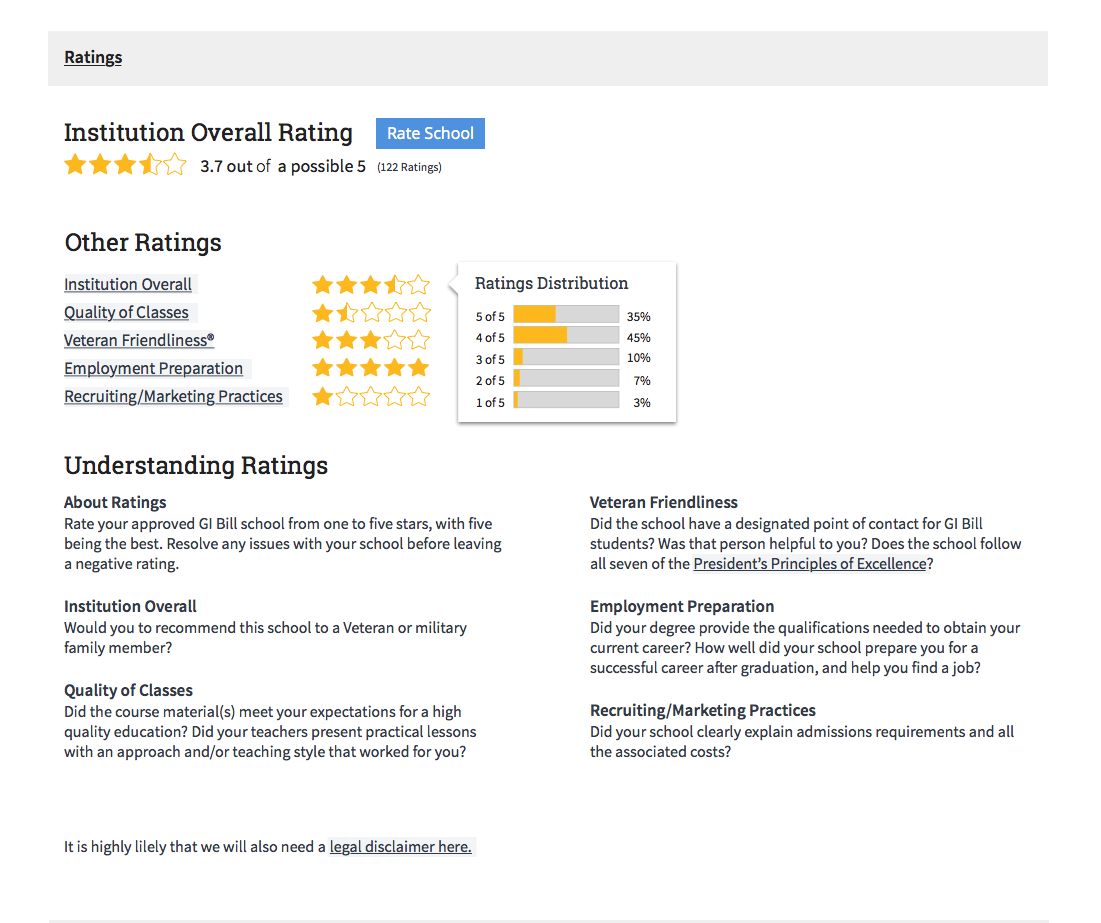 Ratings
Institution Overall Rating
Rate School
3.7 out of a possible 5 (122 Ratings)
Other Ratings
Institution Overall
Quality of Classes
Veteran Friendliness®
Employment Preparation
Recruiting/Marketing Practices
Ratings Distribution
5 of 5 35%
4 of 5 45%
3 of 5 10%
2 of 5 7%
1 of 5 3%
Understanding Ratings
About Ratings
Rate your approved GI Bill school from one to five stars, with five
being the best. Resolve any issues with your school before leaving
a negative rating.
Institution Overall
Would you to recommend this school to a Veteran or military
family member?
Quality of Classes
Did the course material(s) meet your expectations for a high
quality education? Did your teachers present practical lessons
with an approach and/or teaching style that worked for you?
Veteran Friendliness
Did the school have a designated point of contact for GI Bill
students? Was that person helpful to you? Does the school follow
all seven of the President’s Principles of Excellence?
Employment Preparation
Did your degree provide the qualifications needed to obtain your
current career? How well did your school prepare you for a
successful career after graduation, and help you find a job?
Recruiting/Marketing Practices
Did your school clearly explain admissions requirements and all
the associated costs?
It is highly lilely that we will also need a legal disclaimer here.